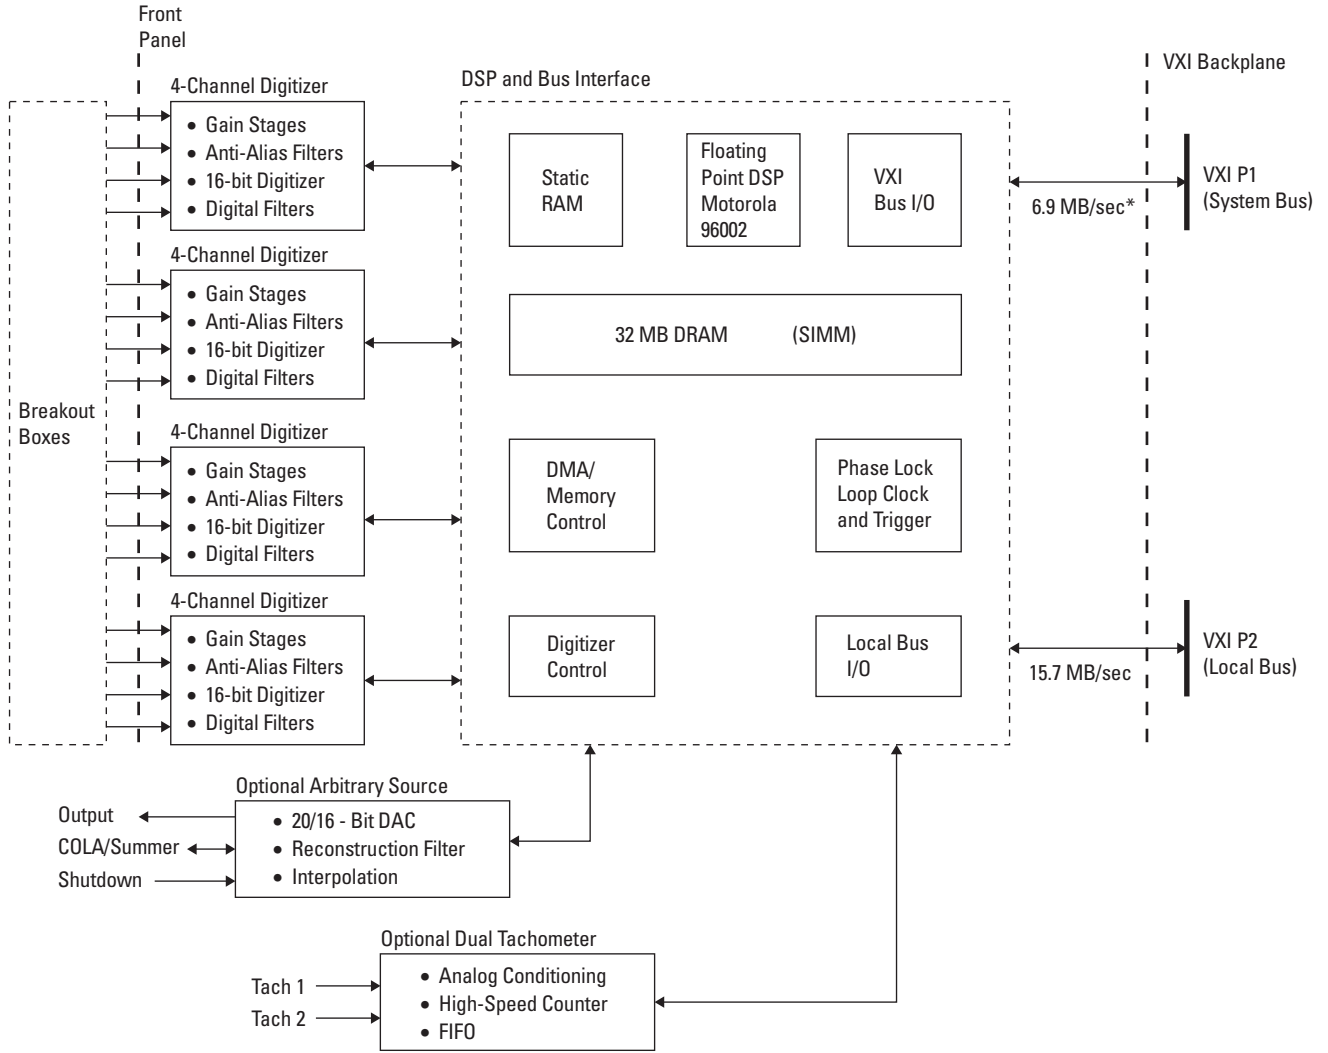 Front
Panel
VXI Backplane
DSP and Bus Interface
4-Channel Digitizer
• Gain Stages
• Anti-Alias Filters
• 16-bit Digitizer
• Digital Filters
4-Channel Digitizer
• Gain Stages
• Anti-Alias Filters
• 16-bit Digitizer
• Digital Filters
4-Channel Digitizer
• Gain Stages
• Anti-Alias Filters
• 16-bit Digitizer
• Digital Filters
4-Channel Digitizer
• Gain Stages
• Anti-Alias Filters
• 16-bit Digitizer
• Digital Filters
Breakout
Boxes
Static
RAM
Floating
Point DSP
Motorola
96002
VXI
Bus I/O
32 MB DRAM (SIMM)
DMA/
Memory
Control
Phase Lock
Loop Clock
and Trigger
Digitizer
Control
Local Bus
I/O
6.9 MB/sec*
VXI P1
(System Bus)
15.7 MB/sec
VXI P2
(Local Bus)
Optional Arbitrary Source
• 20/16 - Bit DAC
• Reconstruction Filter
• Interpolation
Output
COLA/Summer
Shutdown
Optional Dual Tachometer
• Analog Conditioning
• High-Speed Counter
• FIFO
Tach 1
Tach 2